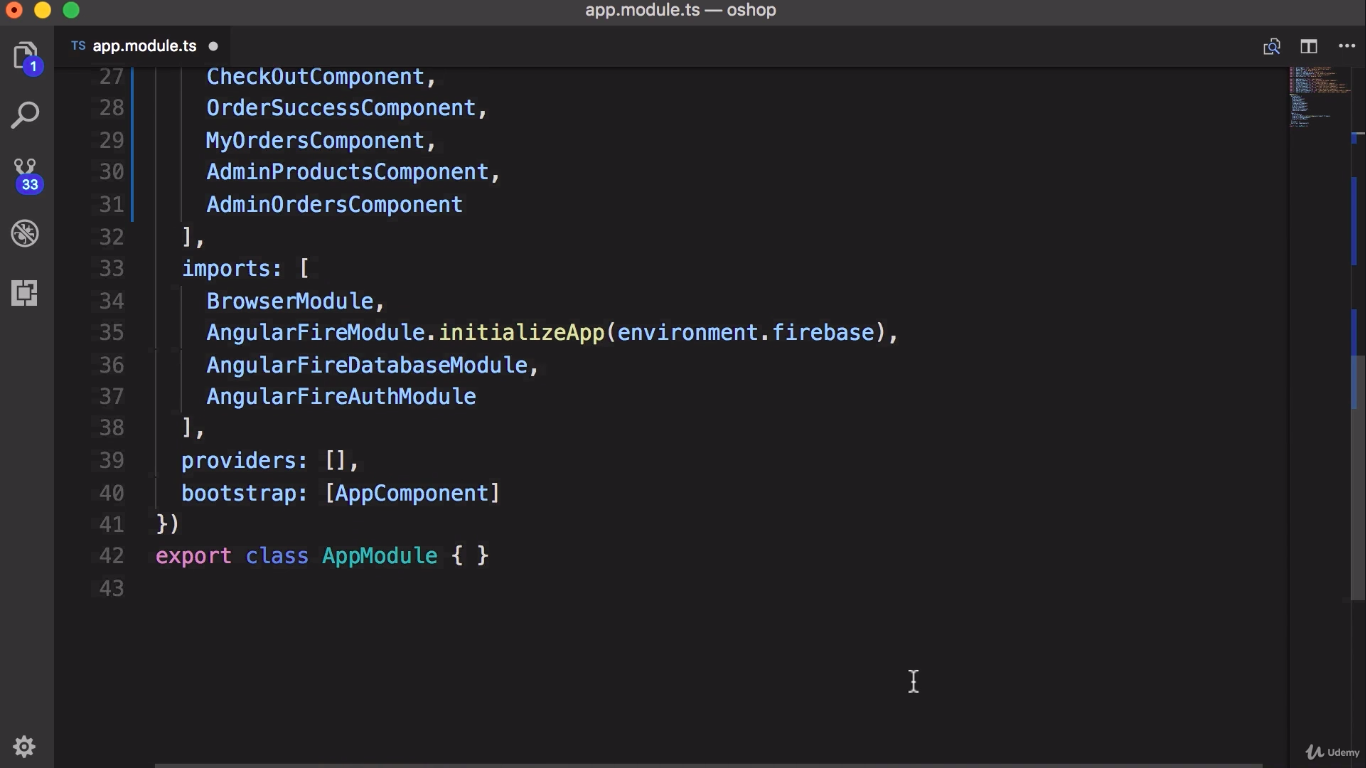 app.module.ts — oshop
TS app.module.ts
1
33
27 CheckOutComponent,
28 OrderSuccessComponent,
29 MyOrdersComponent,
30 AdminProductsComponent,
31 AdminOrdersComponent
32 ],
33 imports: [
34 BrowserModule,
35 AngularFireModule.initializeApp(environment.firebase),
36 AngularFireDatabaseModule,
37 AngularFireAuthModule
38 ],
39 providers: [],
40 bootstrap: [AppComponent]
41 })
42 export class AppModule { }
43
Udemy